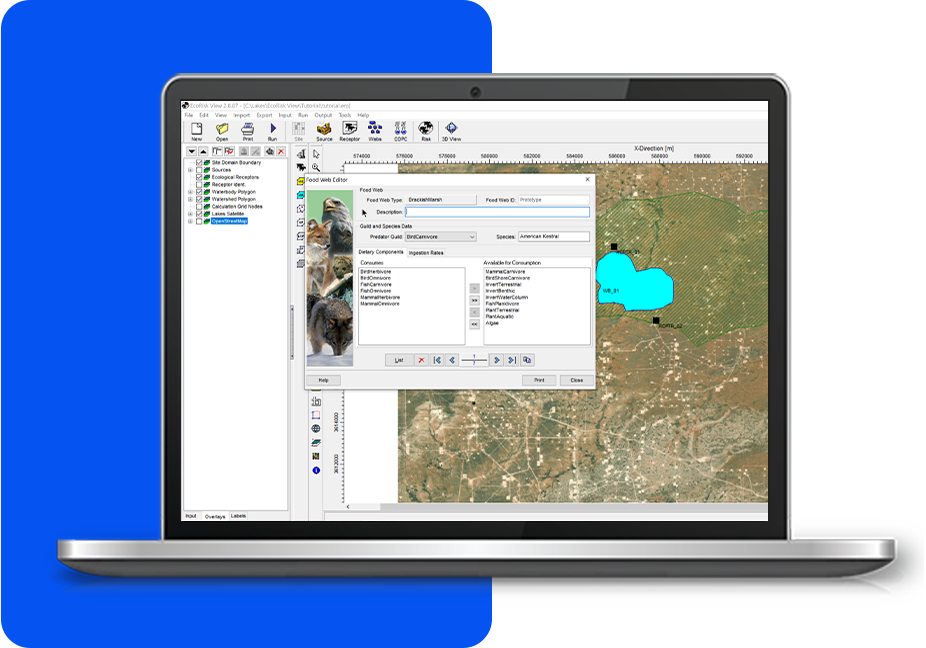 EcoRisk View 2.6.07 - [C:\Lakes\EcoRisk View\Tutorial\tutorial.erp]
File Edit View Import Export Input Run Output Tools Help
New Open Print Run Site Source Receptor Webs COPC Risk 3D View
X-Direction [m]
574000 576000 578000 580000 582000 584000 586000 588000 590000 592000
Site Domain Boundary
Sources
Ecological Receptors
Receptor Ident.
Waterbody Polygon
Watershed Polygon
Calculation Grid Nodes
Lakes Satellite
OpenStreetMap
Food Web Editor
Food Web
Food Web Type: BrackishMarsh Food Web ID: Prototype
Description:
Guild and Species Data
Predator Guild: BirdCarnivore Species: American Kestrel
Dietary Components Ingestion Rates
Consumes
BirdHerbivore
BirdOmnivore
FishCarnivore
FishOmnivore
MammalHerbivore
MammalOmnivore
Available for Consumption
MammalCarnivore
BirdShoreCarnivore
InvertTerrestrial
InvertBenthic
InvertWaterColumn
FishPlanktivore
PlantTerrestrial
PlantAquatic
Algae
> 
>>
<
<<
List
Help Print Close
WB_01
Input Overlays Labels